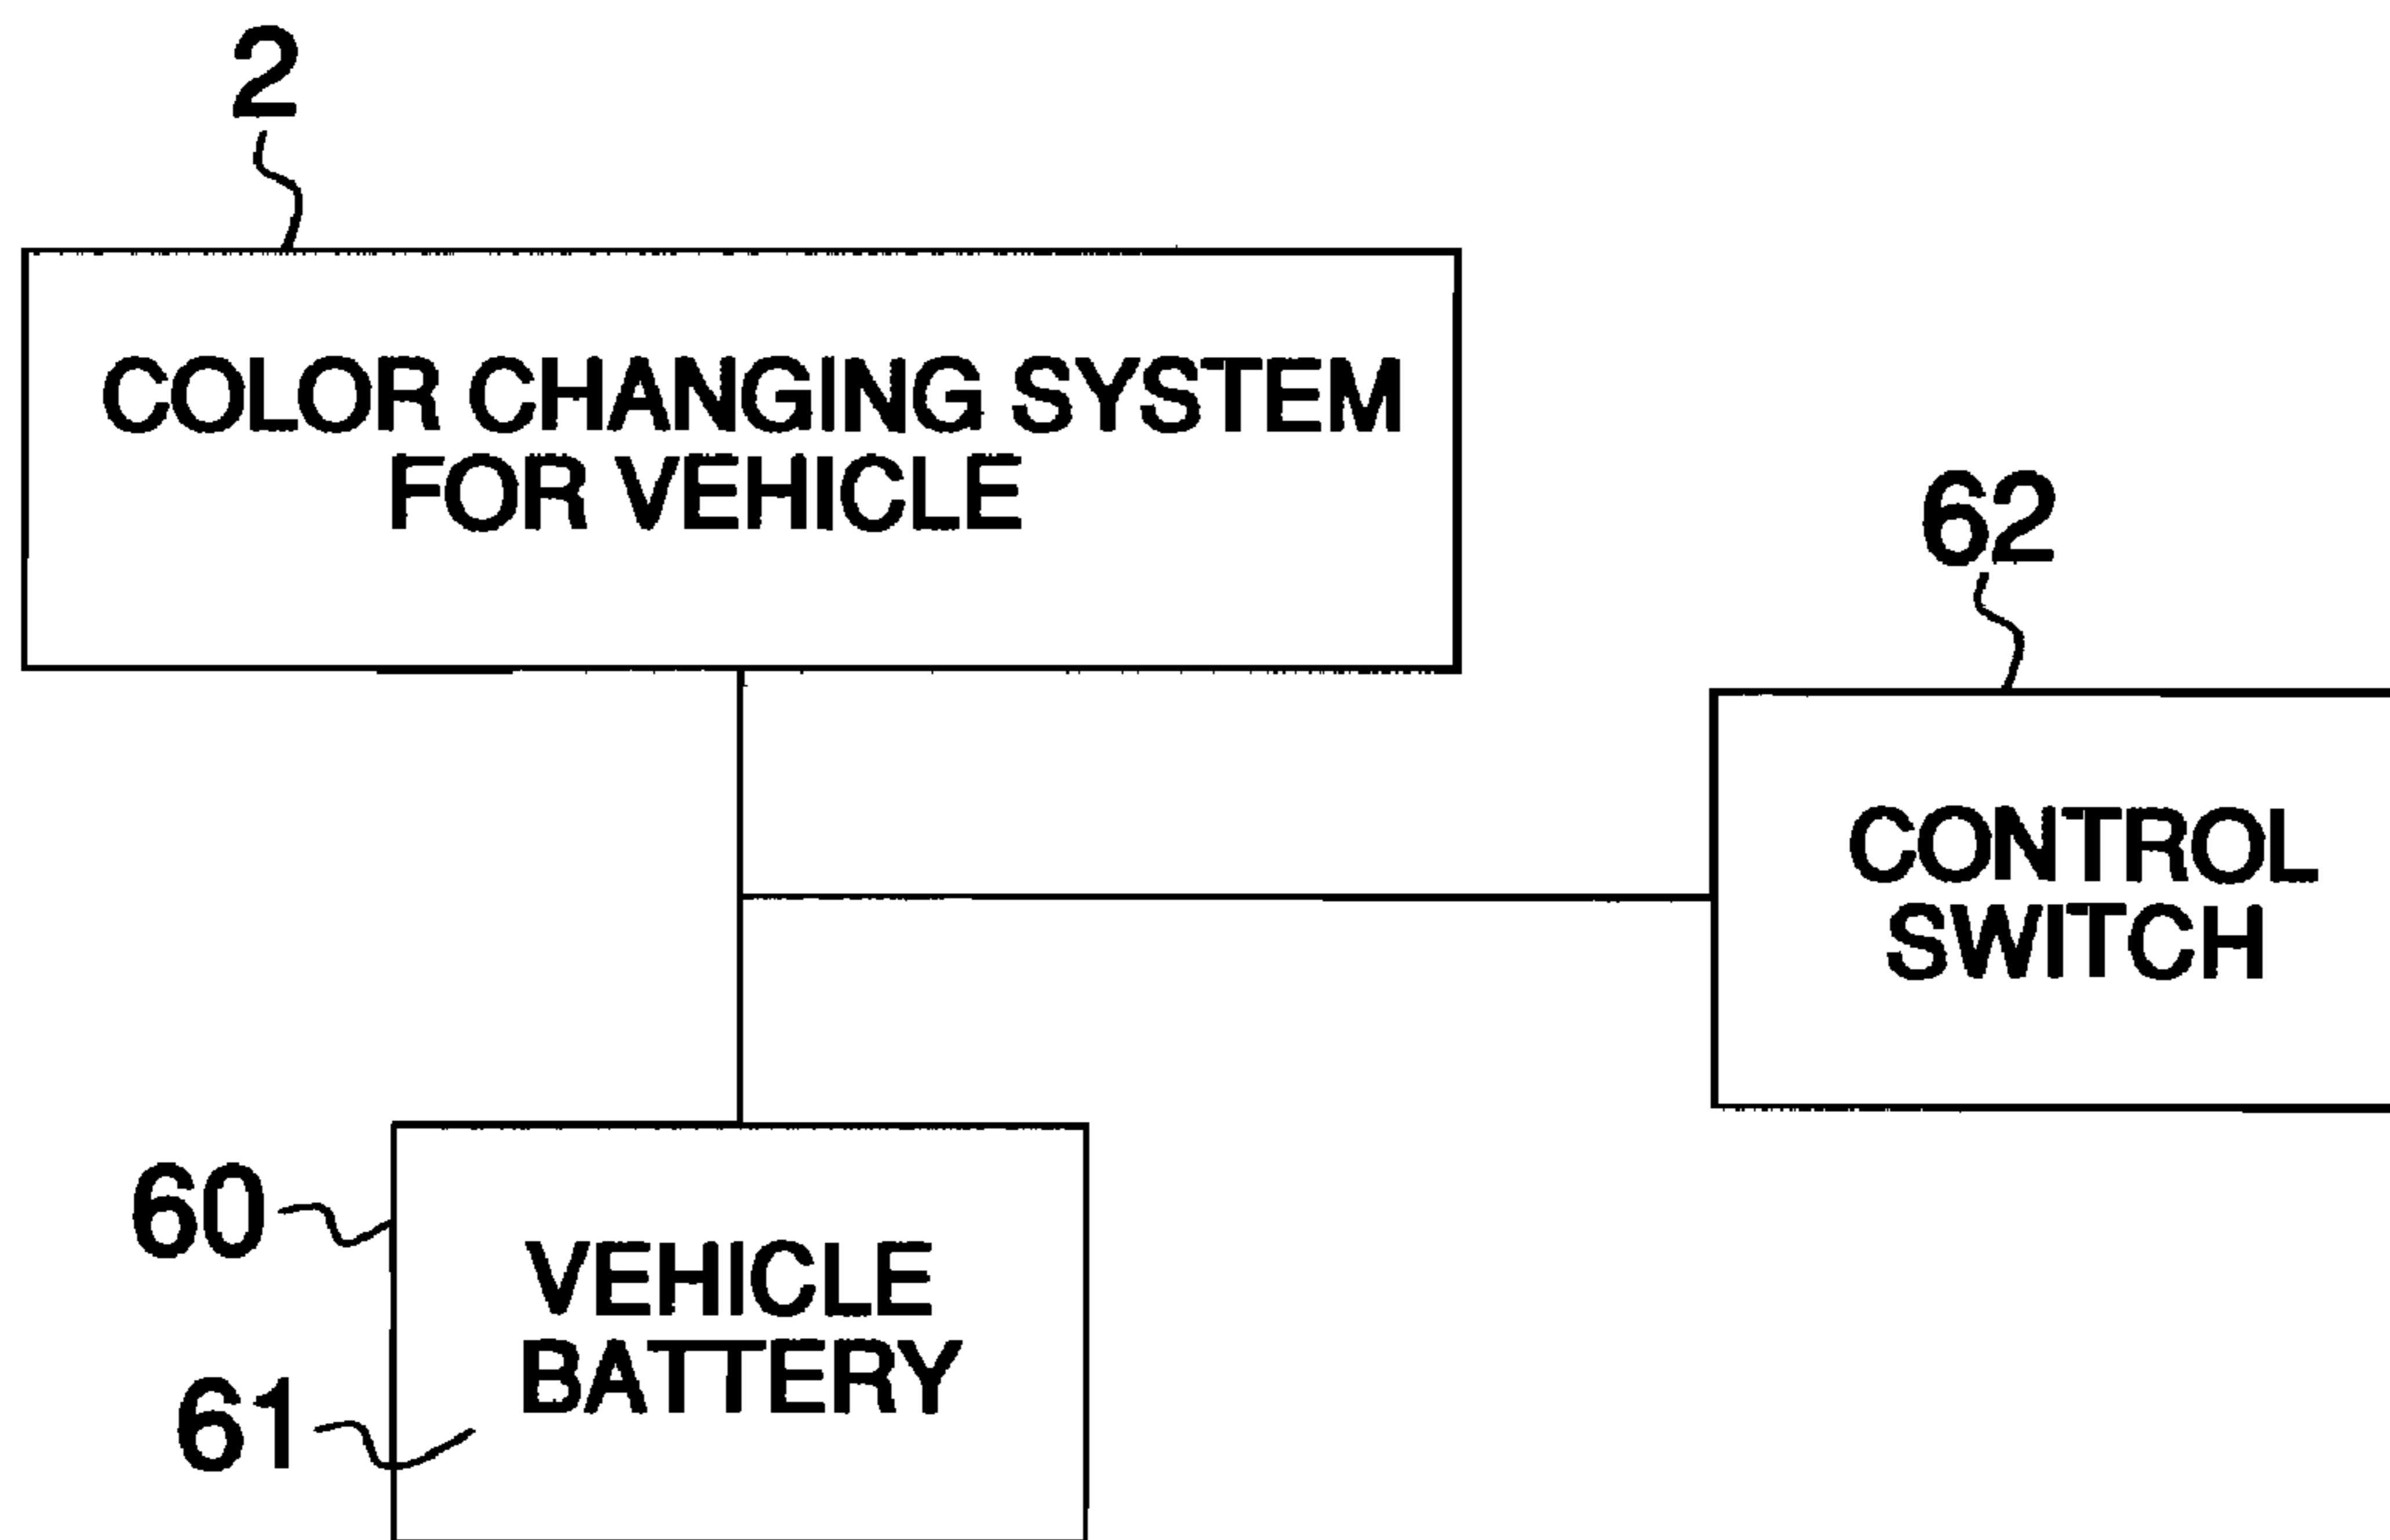 2
COLOR CHANGING SYSTEM
FOR VEHICLE
62
CONTROL
SWITCH
60
VEHICLE
BATTERY
61